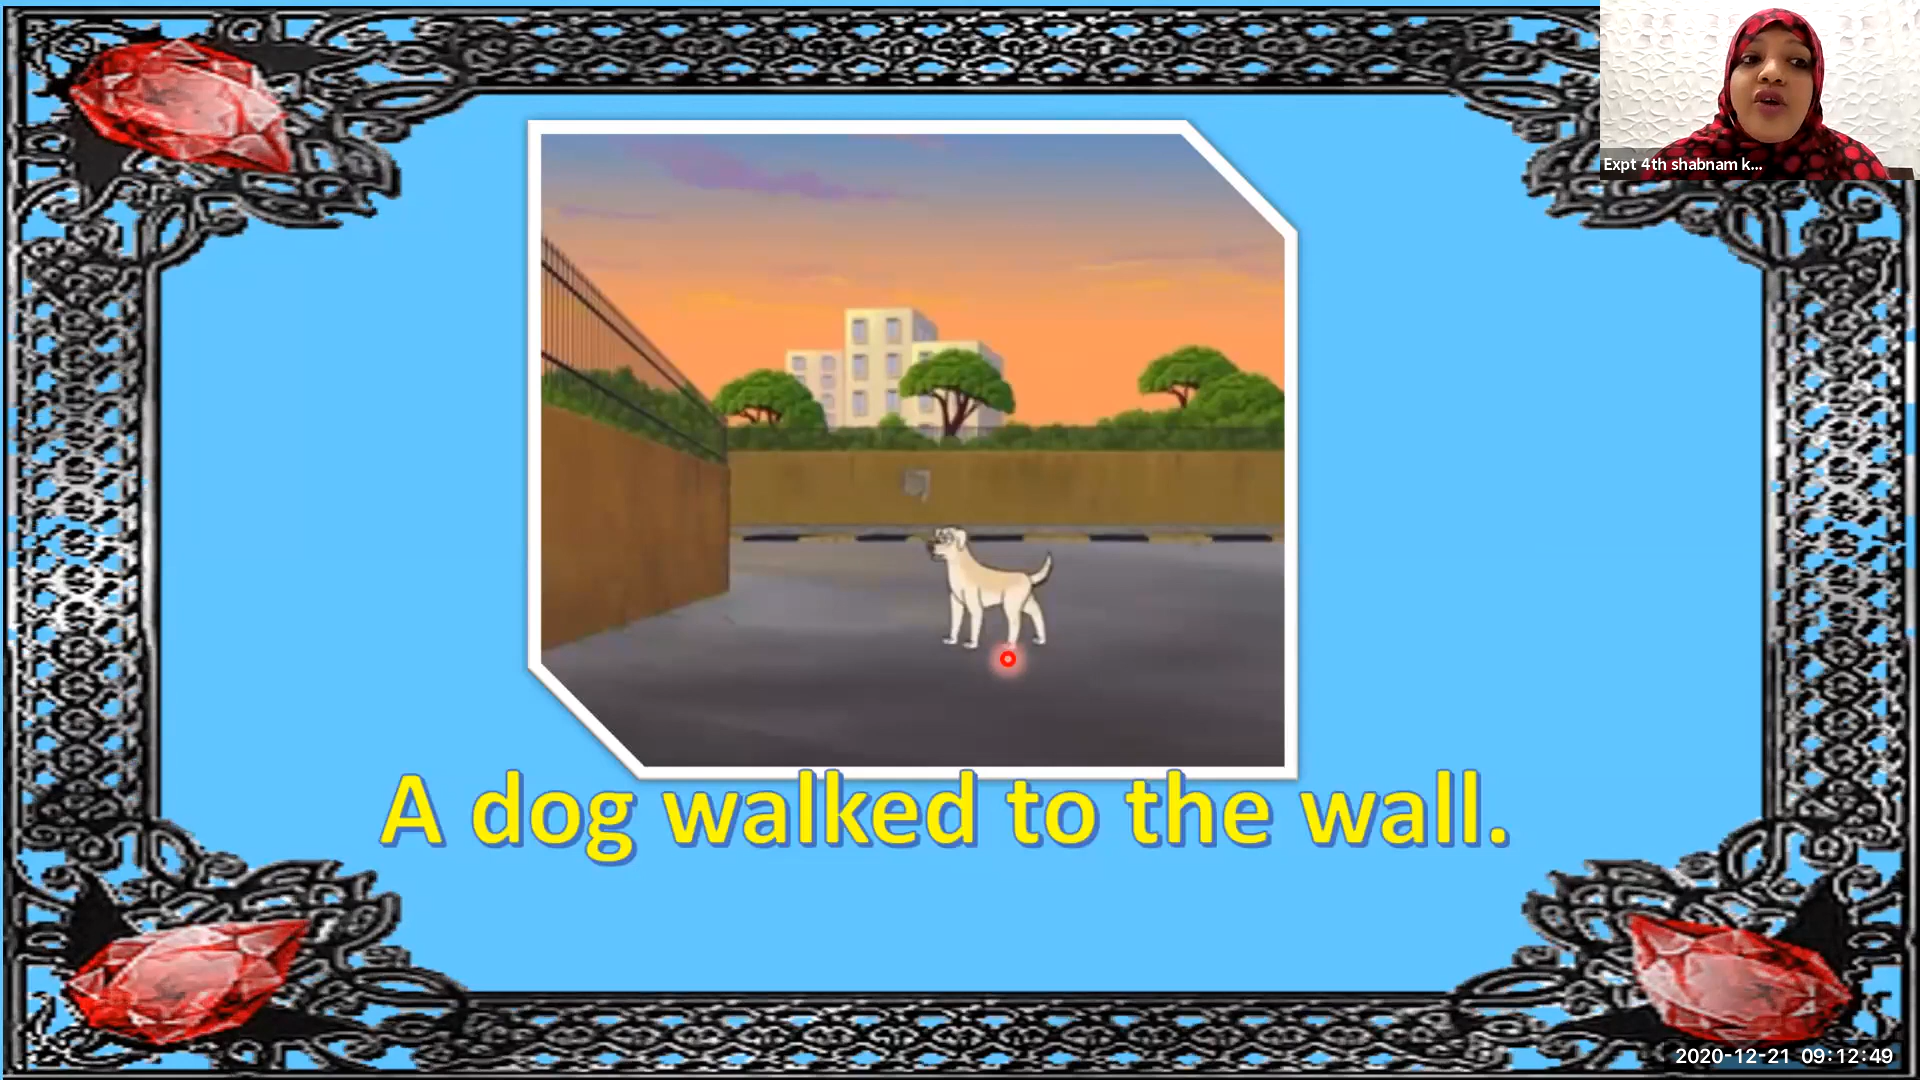 Expt 4th shabnam k...
A dog walked to the wall.
2020-12-21 09:12:49